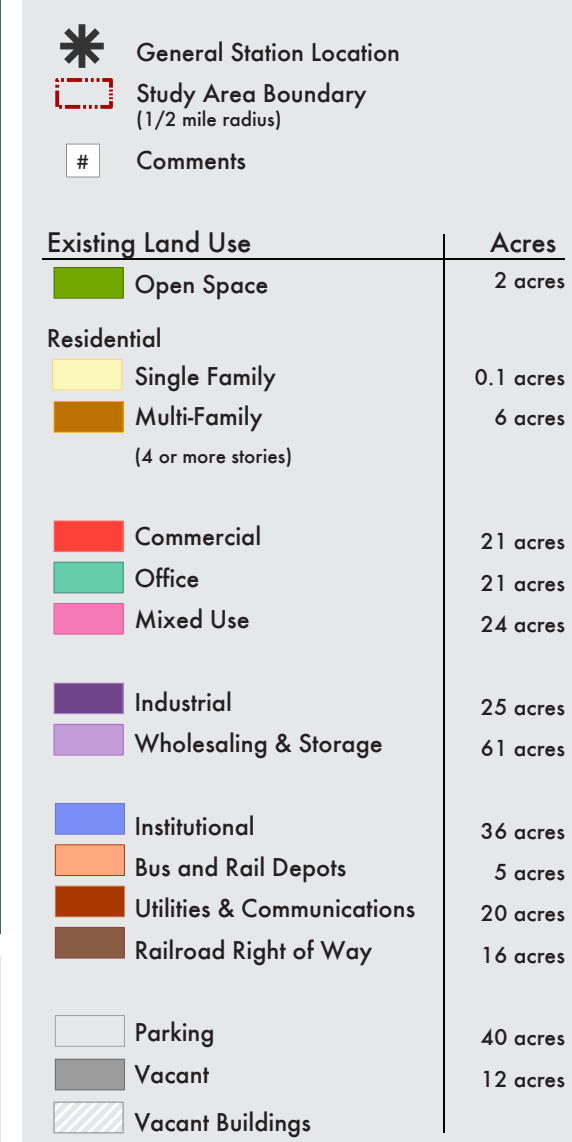 General Station Location
Study Area Boundary
(1/2 mile radius)
# Comments
Existing Land Use Acres
Open Space 2 acres
Residential
Single Family 0.1 acres
Multi-Family 6 acres
(4 or more stories)
Commercial 21 acres
Office 21 acres
Mixed Use 24 acres
Industrial 25 acres
Wholesaling & Storage 61 acres
Institutional 36 acres
Bus and Rail Depots 5 acres
Utilities & Communications 20 acres
Railroad Right of Way 16 acres
Parking 40 acres
Vacant 12 acres
Vacant Buildings